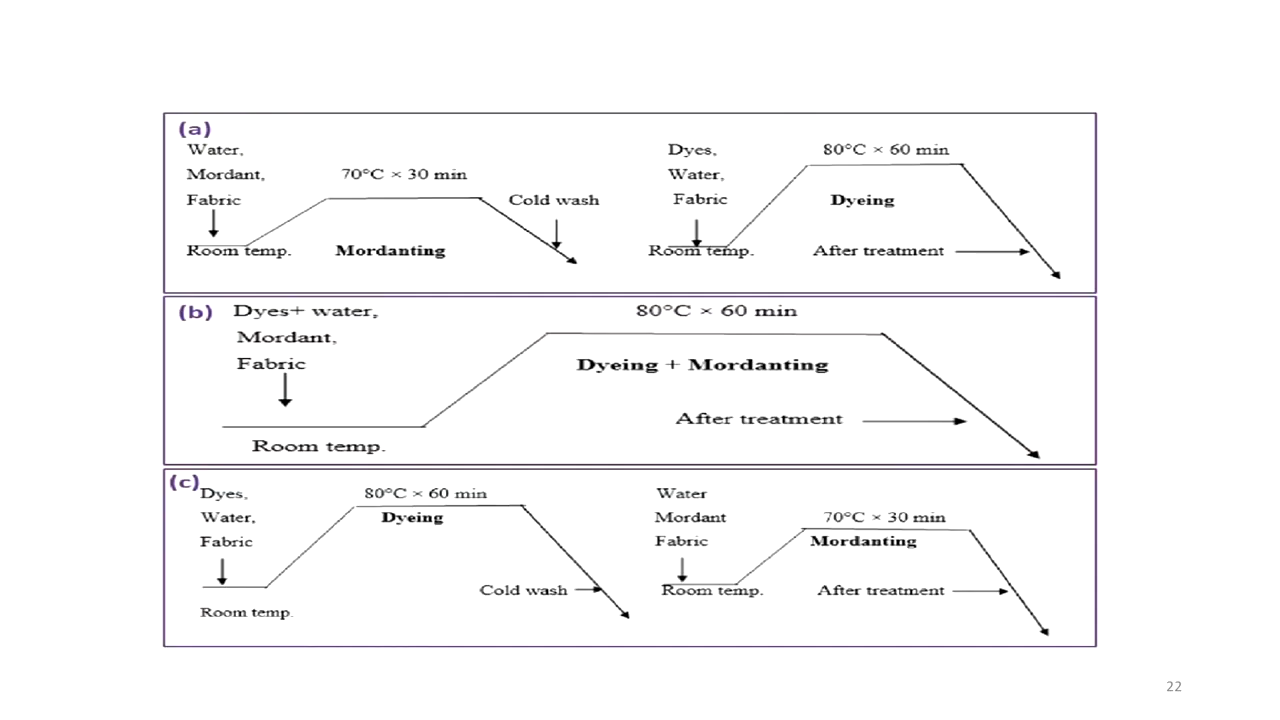 (a)
Water,
Mordant,
Fabric
Room temp.
70°C × 30 min
Mordanting
Cold wash
Dyes,
Water,
Fabric
Room temp.
80°C × 60 min
Dyeing
After treatment
(b)
Dyes+ water,
Mordant,
Fabric
Room temp.
80°C × 60 min
Dyeing + Mordanting
After treatment
(c)
Dyes,
Water,
Fabric
Room temp.
80°C × 60 min
Dyeing
Cold wash
Water
Mordant
Fabric
Room temp.
70°C × 30 min
Mordanting
After treatment
22